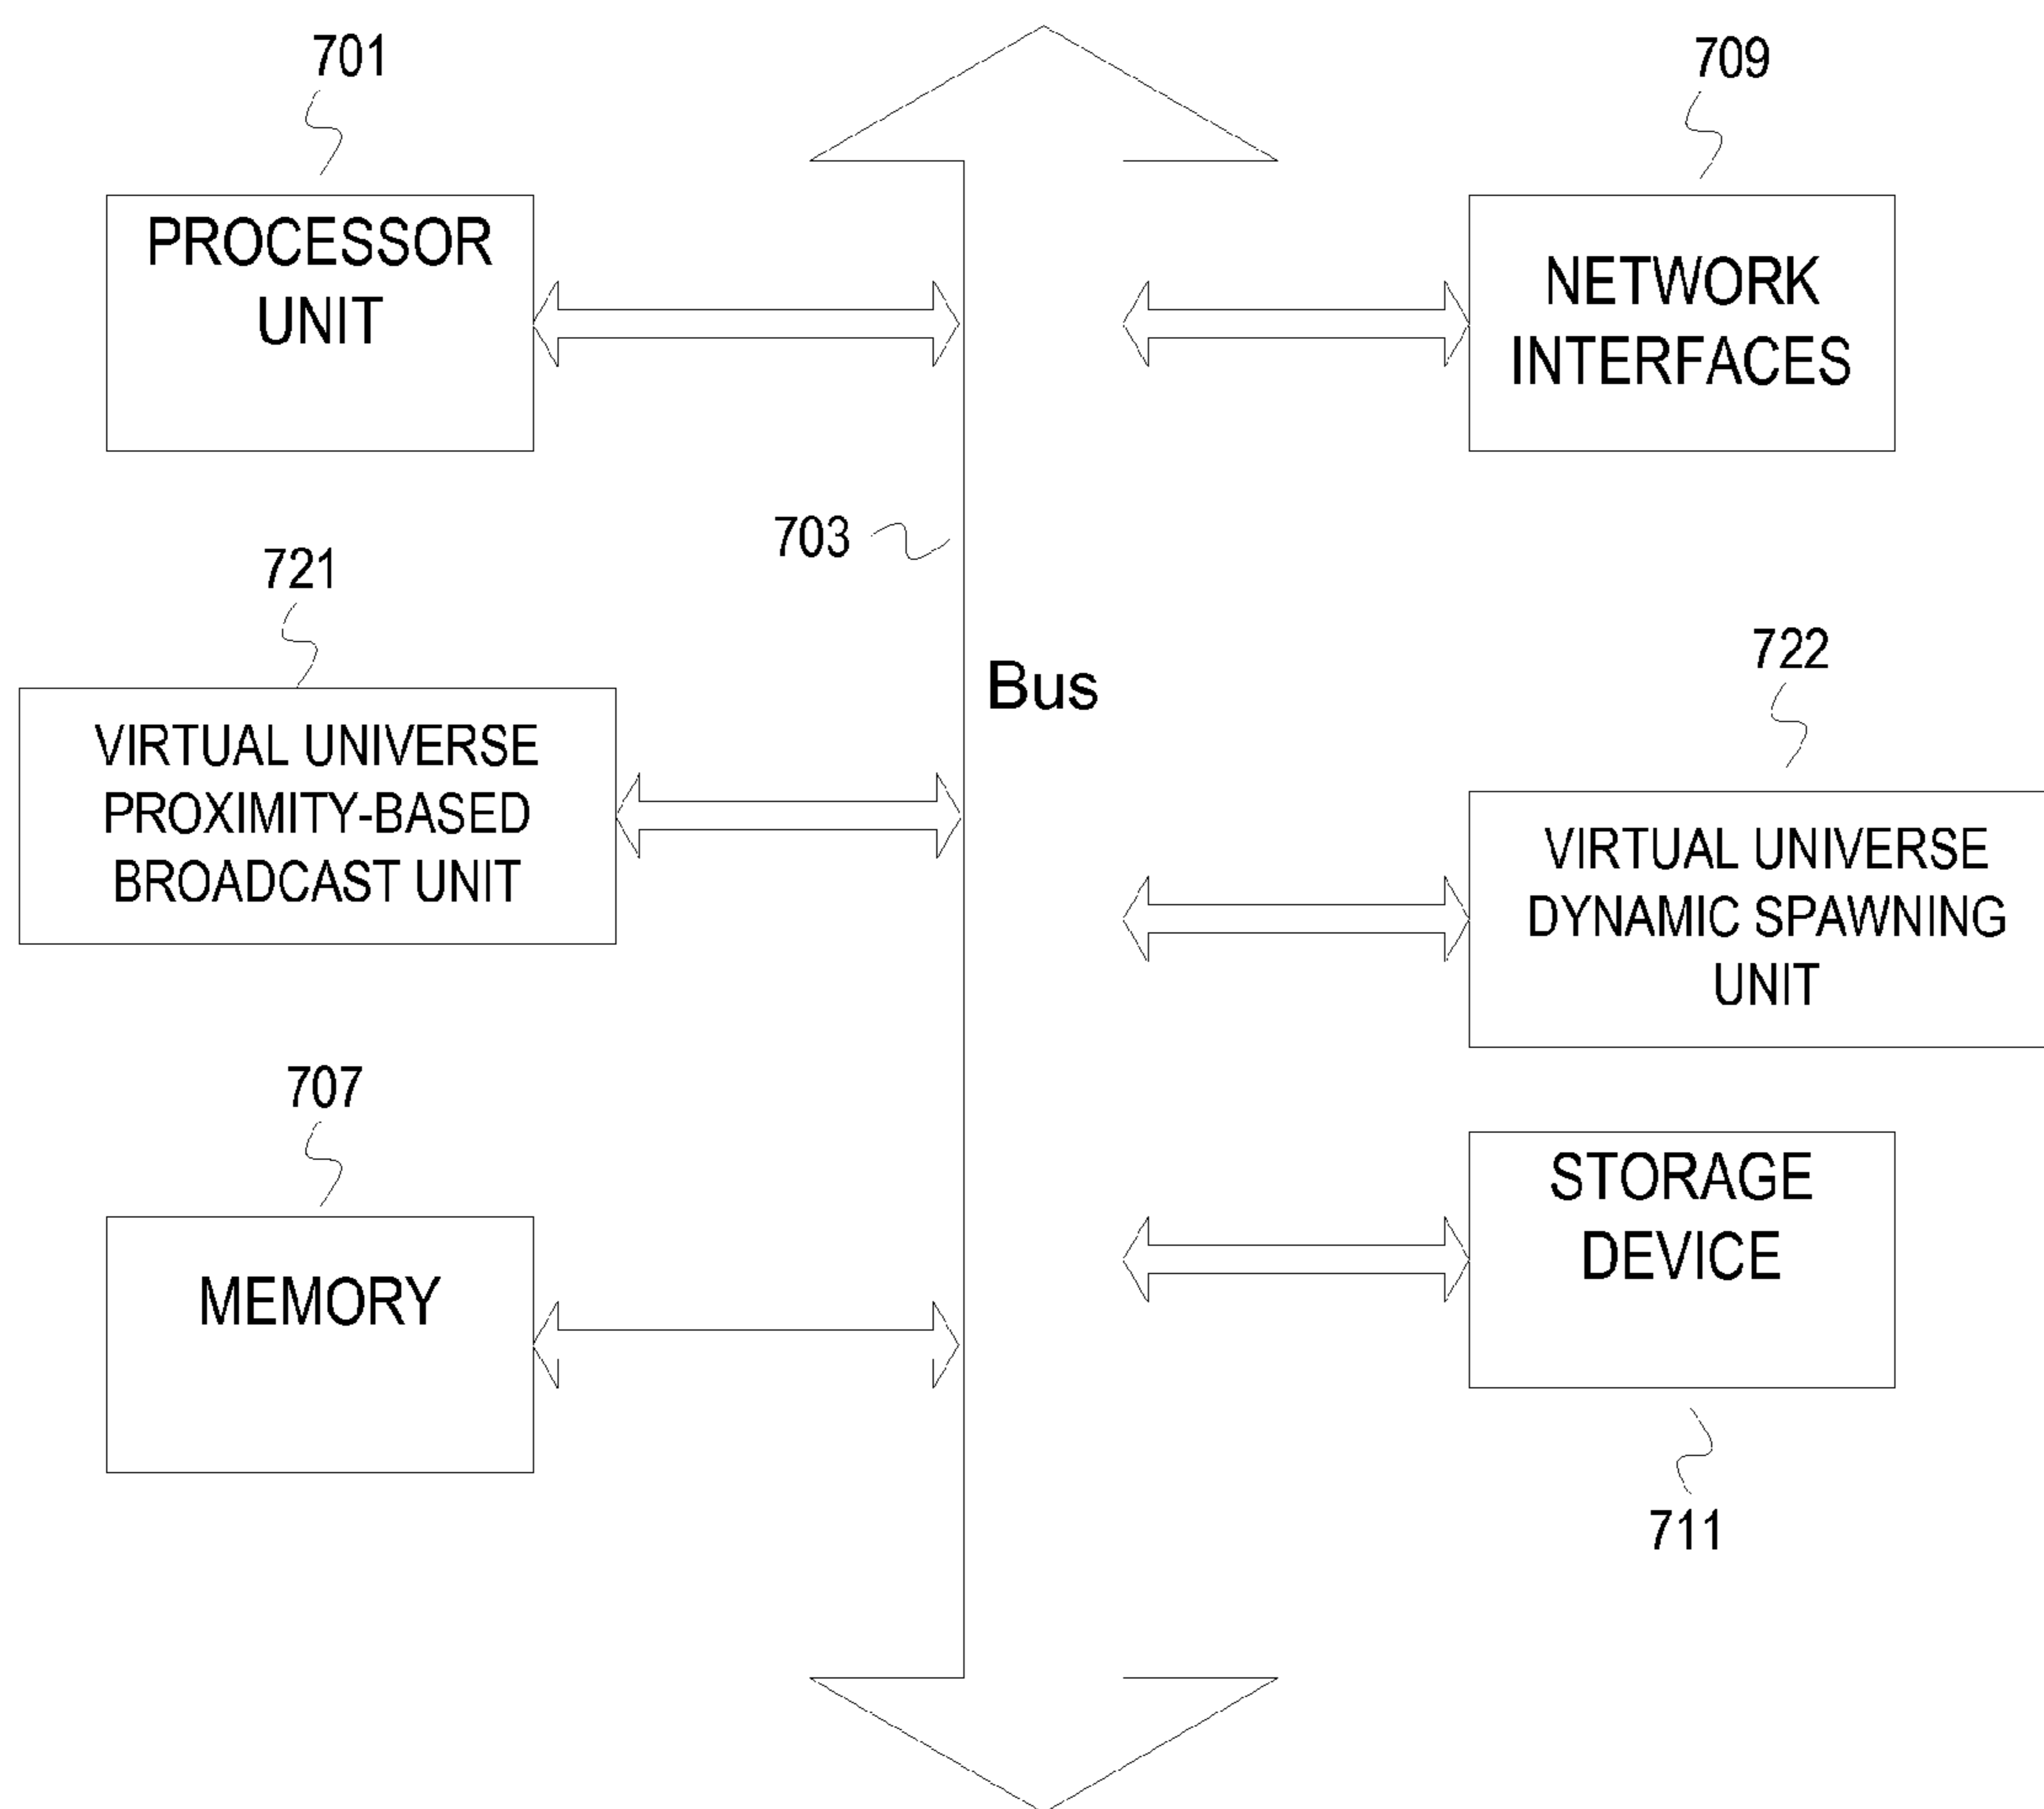 701
PROCESSOR
UNIT
709
NETWORK
INTERFACES
703
Bus
721
VIRTUAL UNIVERSE
PROXIMITY-BASED
BROADCAST UNIT
722
VIRTUAL UNIVERSE
DYNAMIC SPAWNING
UNIT
707
MEMORY
STORAGE
DEVICE
711